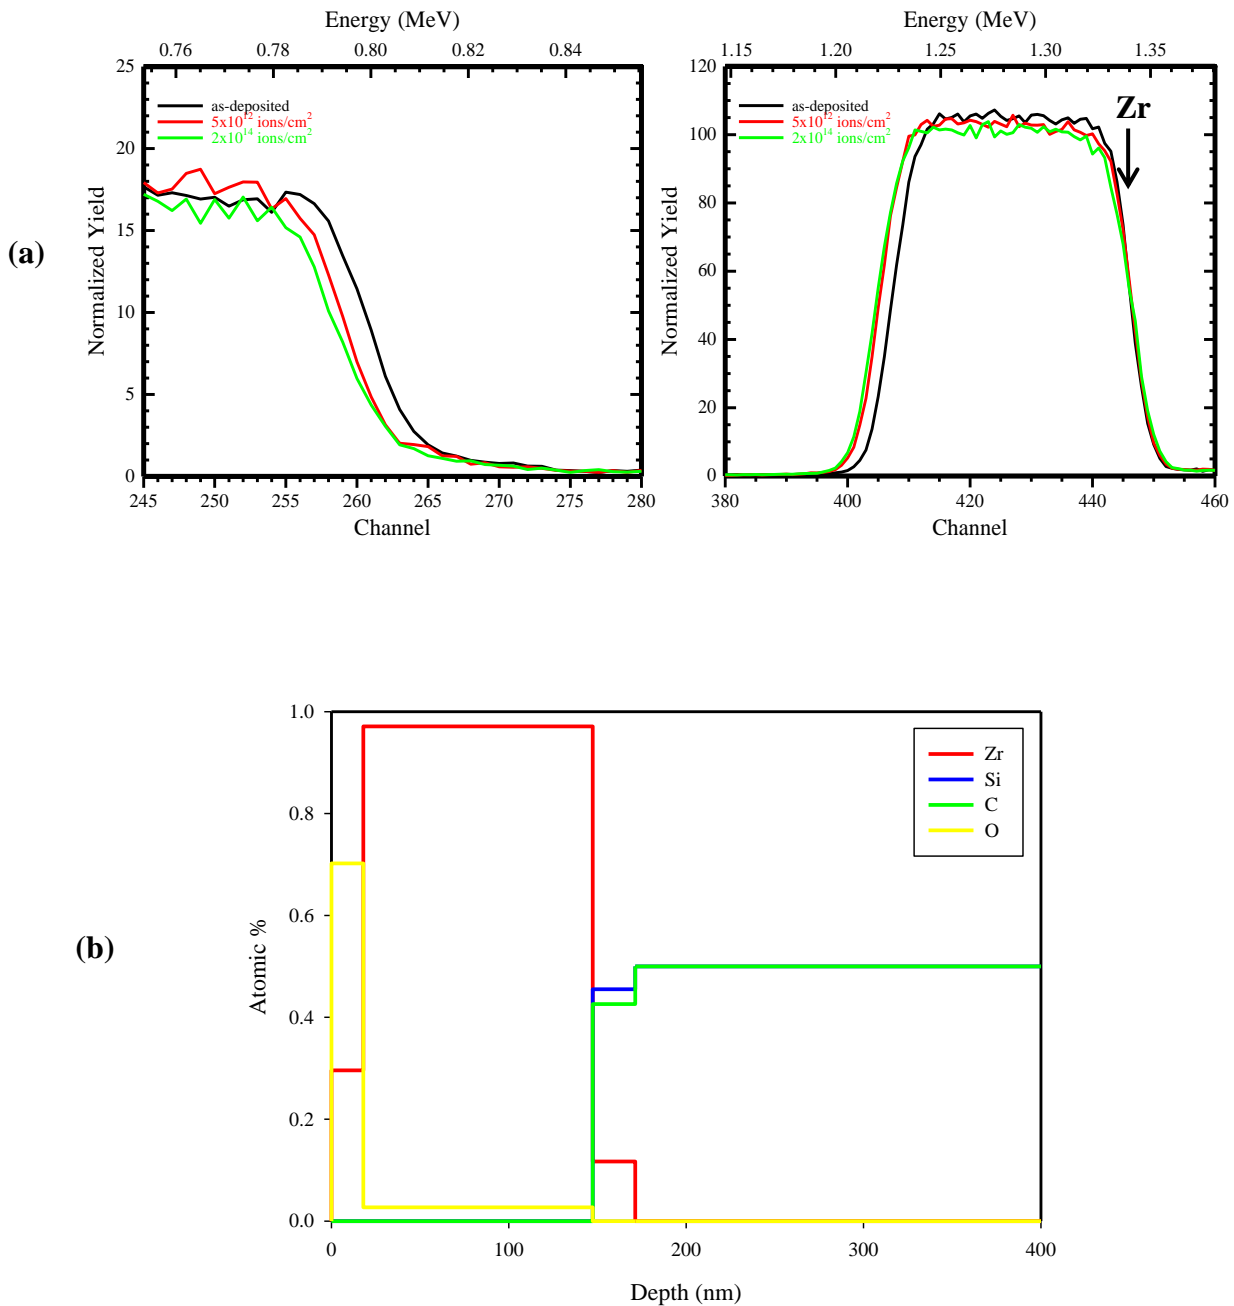 (a)
Energy (MeV)
0.76 0.78 0.80 0.82 0.84
25
20
15
10
5
0
Normalized Yield
as-deposited
5x10¹² ions/cm²
2x10¹⁴ ions/cm²
245 250 255 260 265 270 275 280
Channel
Energy (MeV)
1.15 1.20 1.25 1.30 1.35
120
100
80
60
40
20
0
Normalized Yield
as-deposited
5x10¹² ions/cm²
2x10¹⁴ ions/cm²
Zr
380 400 420 440 460
Channel
(b)
1.0
0.8
0.6
0.4
0.2
0.0
Atomic %
Zr
Si
C
O
0 100 200 300 400
Depth (nm)